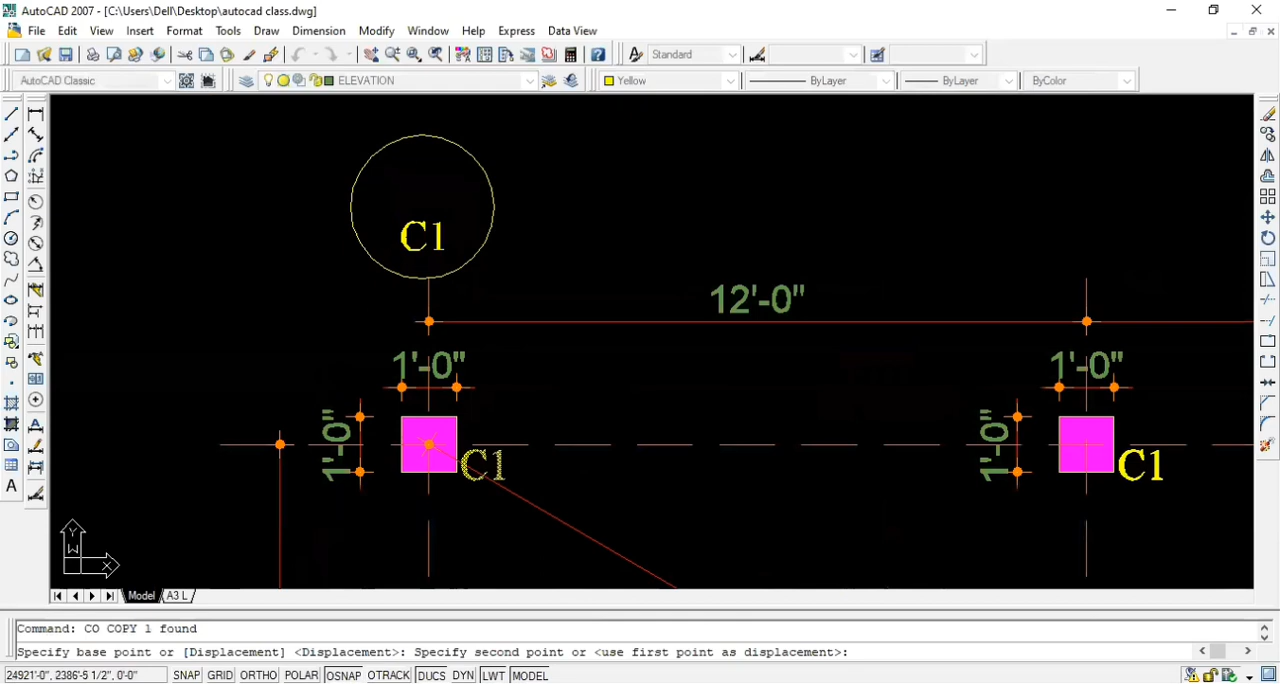 AutoCAD 2007 - [C:\Users\Dell\Desktop\autocad class.dwg]
File Edit View Insert Format Tools Draw Dimension Modify Window Help Express Data View
Standard
AutoCAD Classic ELEVATION Yellow ByLayer ByLayer ByColor
C1
12'-0"
1'-0" 1'-0"
1'-0" C1 1'-0" C1
Y
W
X
Model A3 L
Command: CO COPY 1 found
Specify base point or [Displacement] <Displacement>: Specify second point or <use first point as displacement>:
24921'-0", 2386'-5 1/2", 0'-0" SNAP GRID ORTHO POLAR OSNAP OTRACK DUCS DYN LWT MODEL